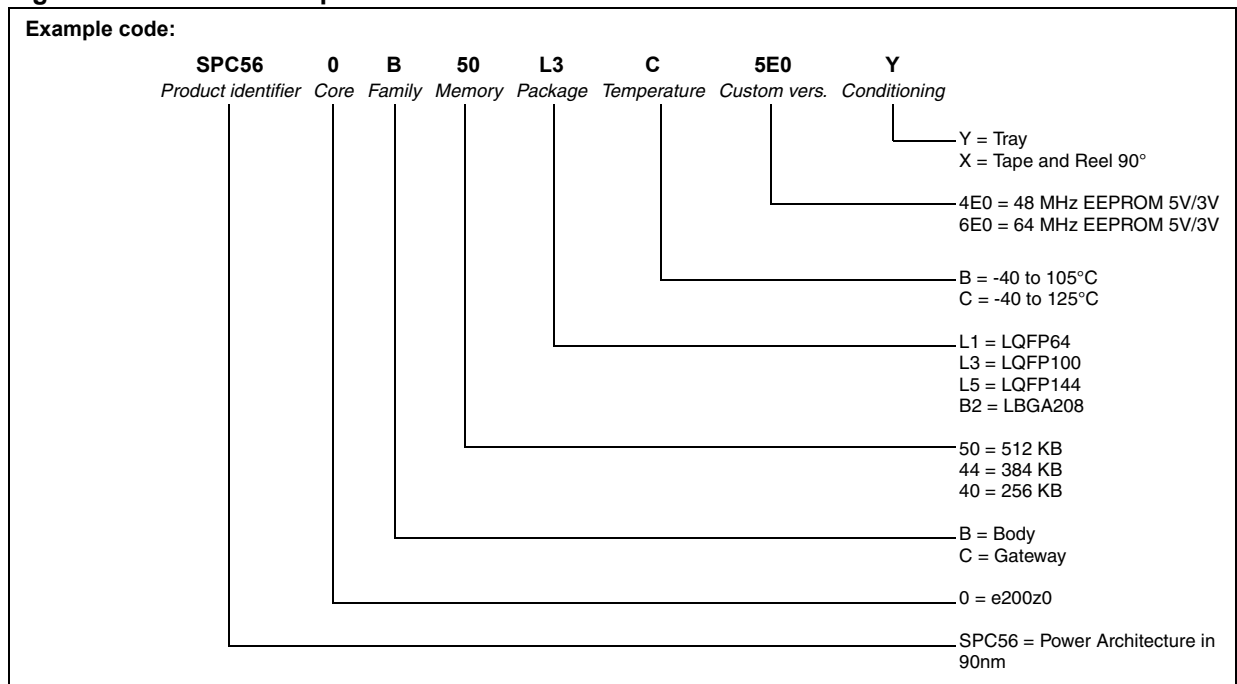 Example code:
SPC56 0 B 50 L3 C 5E0 Y
Product identifier Core Family Memory Package Temperature Custom vers. Conditioning
Y = Tray
X = Tape and Reel 90°
4E0 = 48 MHz EEPROM 5V/3V
6E0 = 64 MHz EEPROM 5V/3V
B = -40 to 105°C
C = -40 to 125°C
L1 = LQFP64
L3 = LQFP100
L5 = LQFP144
B2 = LBGA208
50 = 512 KB
44 = 384 KB
40 = 256 KB
B = Body
C = Gateway
0 = e200z0
SPC56 = Power Architecture in
90nm